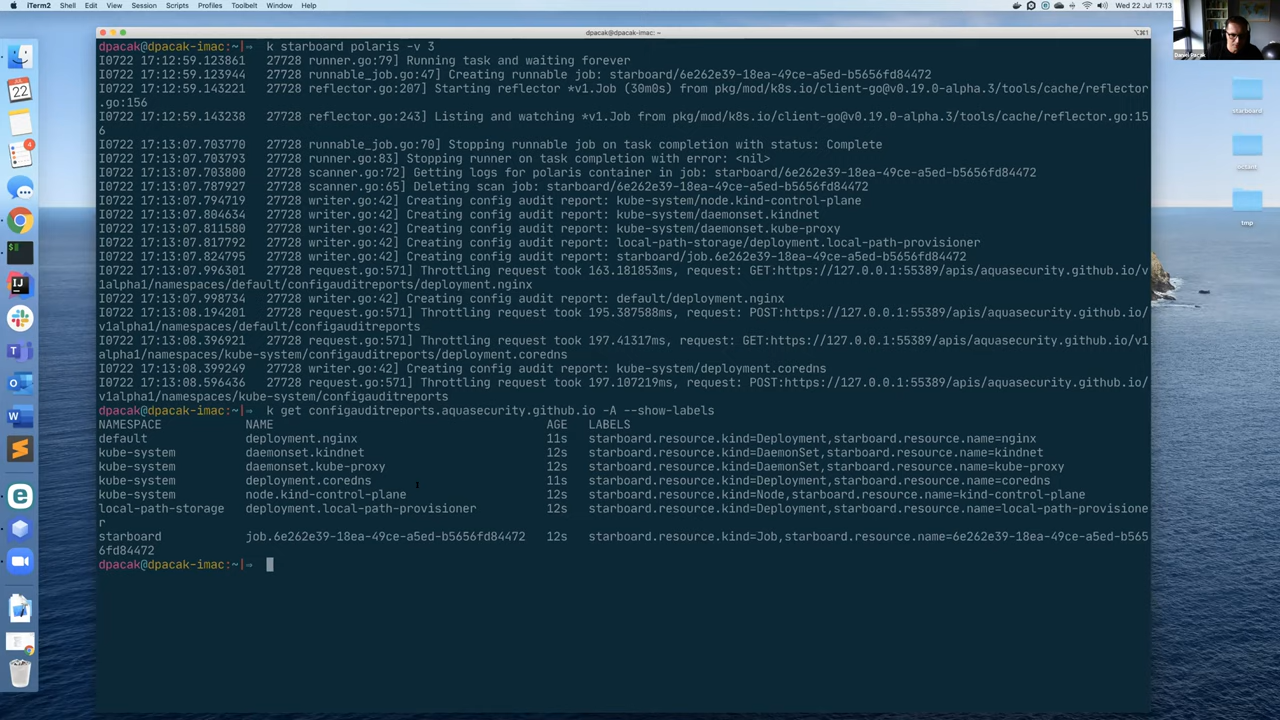 iTerm2 Shell Edit View Session Scripts Profiles Toolbelt Window Help Wed 22 Jul 17:13
dpacak@dpacak-imac: ~ ⌥⌘1
dpacak@dpacak-imac:~|⇒ k starboard polaris -v 3
I0722 17:12:59.123861 27728 runner.go:79] Running task and waiting forever
I0722 17:12:59.123944 27728 runnable_job.go:47] Creating runnable job: starboard/6e262e39-18ea-49ce-a5ed-b5656fd84472
I0722 17:12:59.143221 27728 reflector.go:207] Starting reflector *v1.Job (30m0s) from pkg/mod/k8s.io/client-go@v0.19.0-alpha.3/tools/cache/reflector
.go:156
I0722 17:12:59.143238 27728 reflector.go:243] Listing and watching *v1.Job from pkg/mod/k8s.io/client-go@v0.19.0-alpha.3/tools/cache/reflector.go:15
6
I0722 17:13:07.703770 27728 runnable_job.go:70] Stopping runnable job on task completion with status: Complete
I0722 17:13:07.703793 27728 runner.go:83] Stopping runner on task completion with error: <nil>
I0722 17:13:07.703800 27728 scanner.go:72] Getting logs for polaris container in job: starboard/6e262e39-18ea-49ce-a5ed-b5656fd84472
I0722 17:13:07.787927 27728 scanner.go:65] Deleting scan job: starboard/6e262e39-18ea-49ce-a5ed-b5656fd84472
I0722 17:13:07.794719 27728 writer.go:42] Creating config audit report: kube-system/node.kind-control-plane
I0722 17:13:07.804634 27728 writer.go:42] Creating config audit report: kube-system/daemonset.kindnet
I0722 17:13:07.811580 27728 writer.go:42] Creating config audit report: kube-system/daemonset.kube-proxy
I0722 17:13:07.817792 27728 writer.go:42] Creating config audit report: local-path-storage/deployment.local-path-provisioner
I0722 17:13:07.824795 27728 writer.go:42] Creating config audit report: starboard/job.6e262e39-18ea-49ce-a5ed-b5656fd84472
I0722 17:13:07.996301 27728 request.go:571] Throttling request took 163.181853ms, request: GET:https://127.0.0.1:55389/apis/aquasecurity.github.io/v
1alpha1/namespaces/default/configauditreports/deployment.nginx
I0722 17:13:07.998734 27728 writer.go:42] Creating config audit report: default/deployment.nginx
I0722 17:13:08.194201 27728 request.go:571] Throttling request took 195.387588ms, request: POST:https://127.0.0.1:55389/apis/aquasecurity.github.io/
v1alpha1/namespaces/default/configauditreports
I0722 17:13:08.396921 27728 request.go:571] Throttling request took 197.41317ms, request: GET:https://127.0.0.1:55389/apis/aquasecurity.github.io/v1
alpha1/namespaces/kube-system/configauditreports/deployment.coredns
I0722 17:13:08.399249 27728 writer.go:42] Creating config audit report: kube-system/deployment.coredns
I0722 17:13:08.596436 27728 request.go:571] Throttling request took 197.107219ms, request: POST:https://127.0.0.1:55389/apis/aquasecurity.github.io/
v1alpha1/namespaces/kube-system/configauditreports
dpacak@dpacak-imac:~|⇒ k get configauditreports.aquasecurity.github.io -A --show-labels
NAMESPACE NAME AGE LABELS
default deployment.nginx 11s starboard.resource.kind=Deployment,starboard.resource.name=nginx
kube-system daemonset.kindnet 12s starboard.resource.kind=DaemonSet,starboard.resource.name=kindnet
kube-system daemonset.kube-proxy 12s starboard.resource.kind=DaemonSet,starboard.resource.name=kube-proxy
kube-system deployment.coredns 11s starboard.resource.kind=Deployment,starboard.resource.name=coredns
kube-system node.kind-control-plane 12s starboard.resource.kind=Node,starboard.resource.name=kind-control-plane
local-path-storage deployment.local-path-provisioner 12s starboard.resource.kind=Deployment,starboard.resource.name=local-path-provisione
r
starboard job.6e262e39-18ea-49ce-a5ed-b5656fd84472 12s starboard.resource.kind=Job,starboard.resource.name=6e262e39-18ea-49ce-a5ed-b565
6fd84472
dpacak@dpacak-imac:~|⇒
Daniel Pacak
starboard
octant
tmp